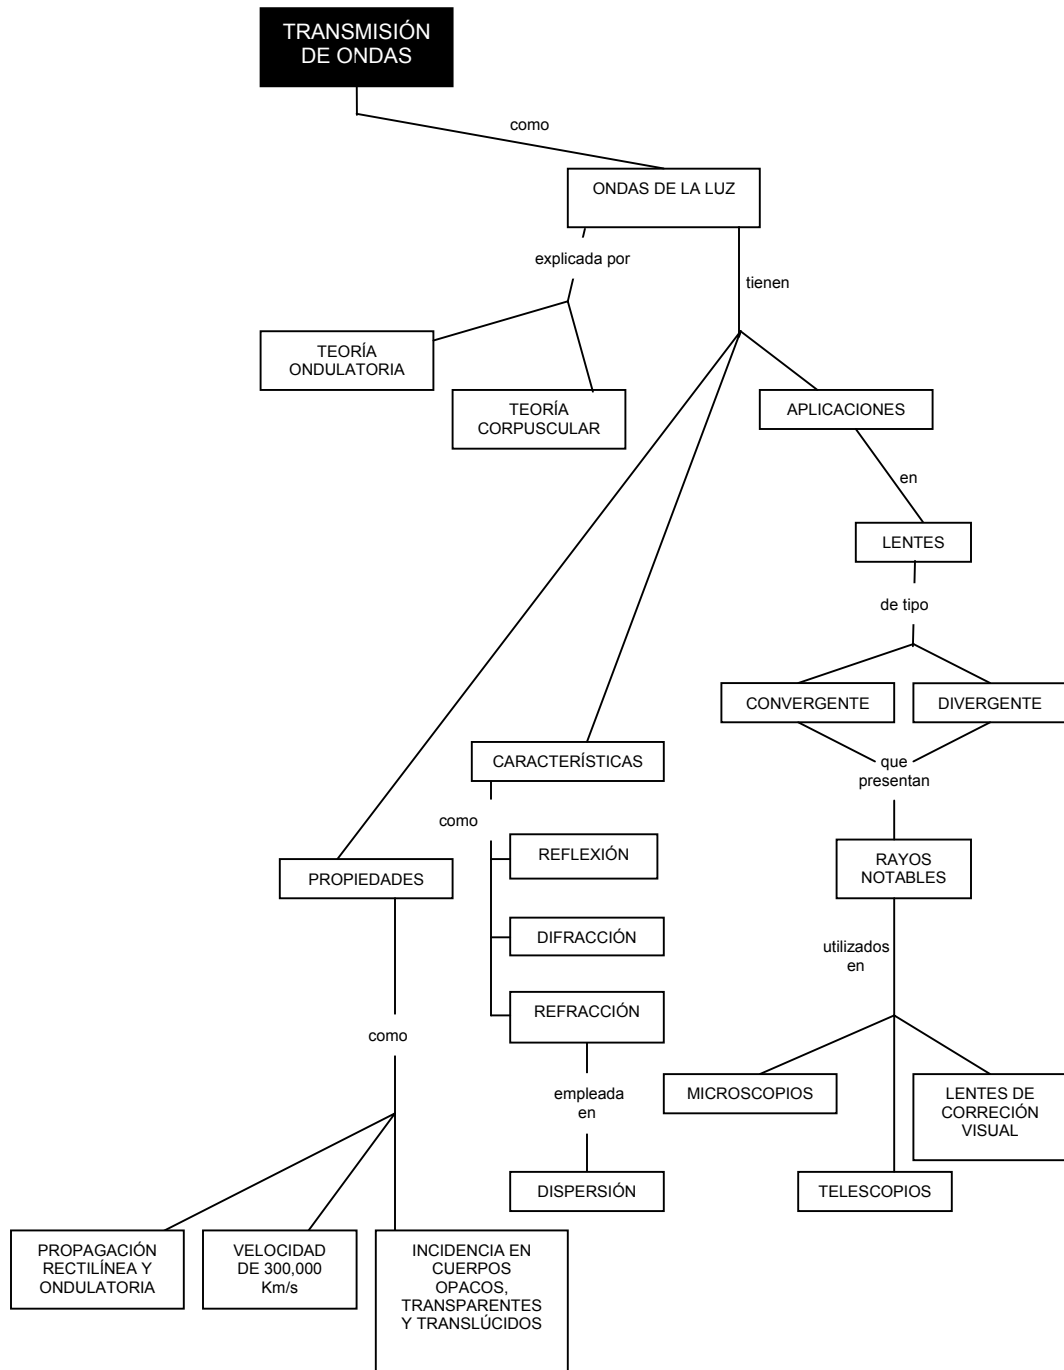 TRANSMISIÓN
DE ONDAS
como
ONDAS DE LA LUZ
explicada por
tienen
TEORÍA
ONDULATORIA
TEORÍA
CORPUSCULAR
APLICACIONES
en
LENTES
de tipo
CONVERGENTE
DIVERGENTE
que
presentan
CARACTERÍSTICAS
como
REFLEXIÓN
RAYOS
NOTABLES
PROPIEDADES
DIFRACCIÓN
utilizados
en
REFRACCIÓN
como
empleada
en
MICROSCOPIOS
LENTES DE
CORRECIÓN
VISUAL
DISPERSIÓN
TELESCOPIOS
PROPAGACIÓN
RECTILÍNEA Y
ONDULATORIA
VELOCIDAD
DE 300,000
Km/s
INCIDENCIA EN
CUERPOS
OPACOS,
TRANSPARENTES
Y TRANSLÚCIDOS